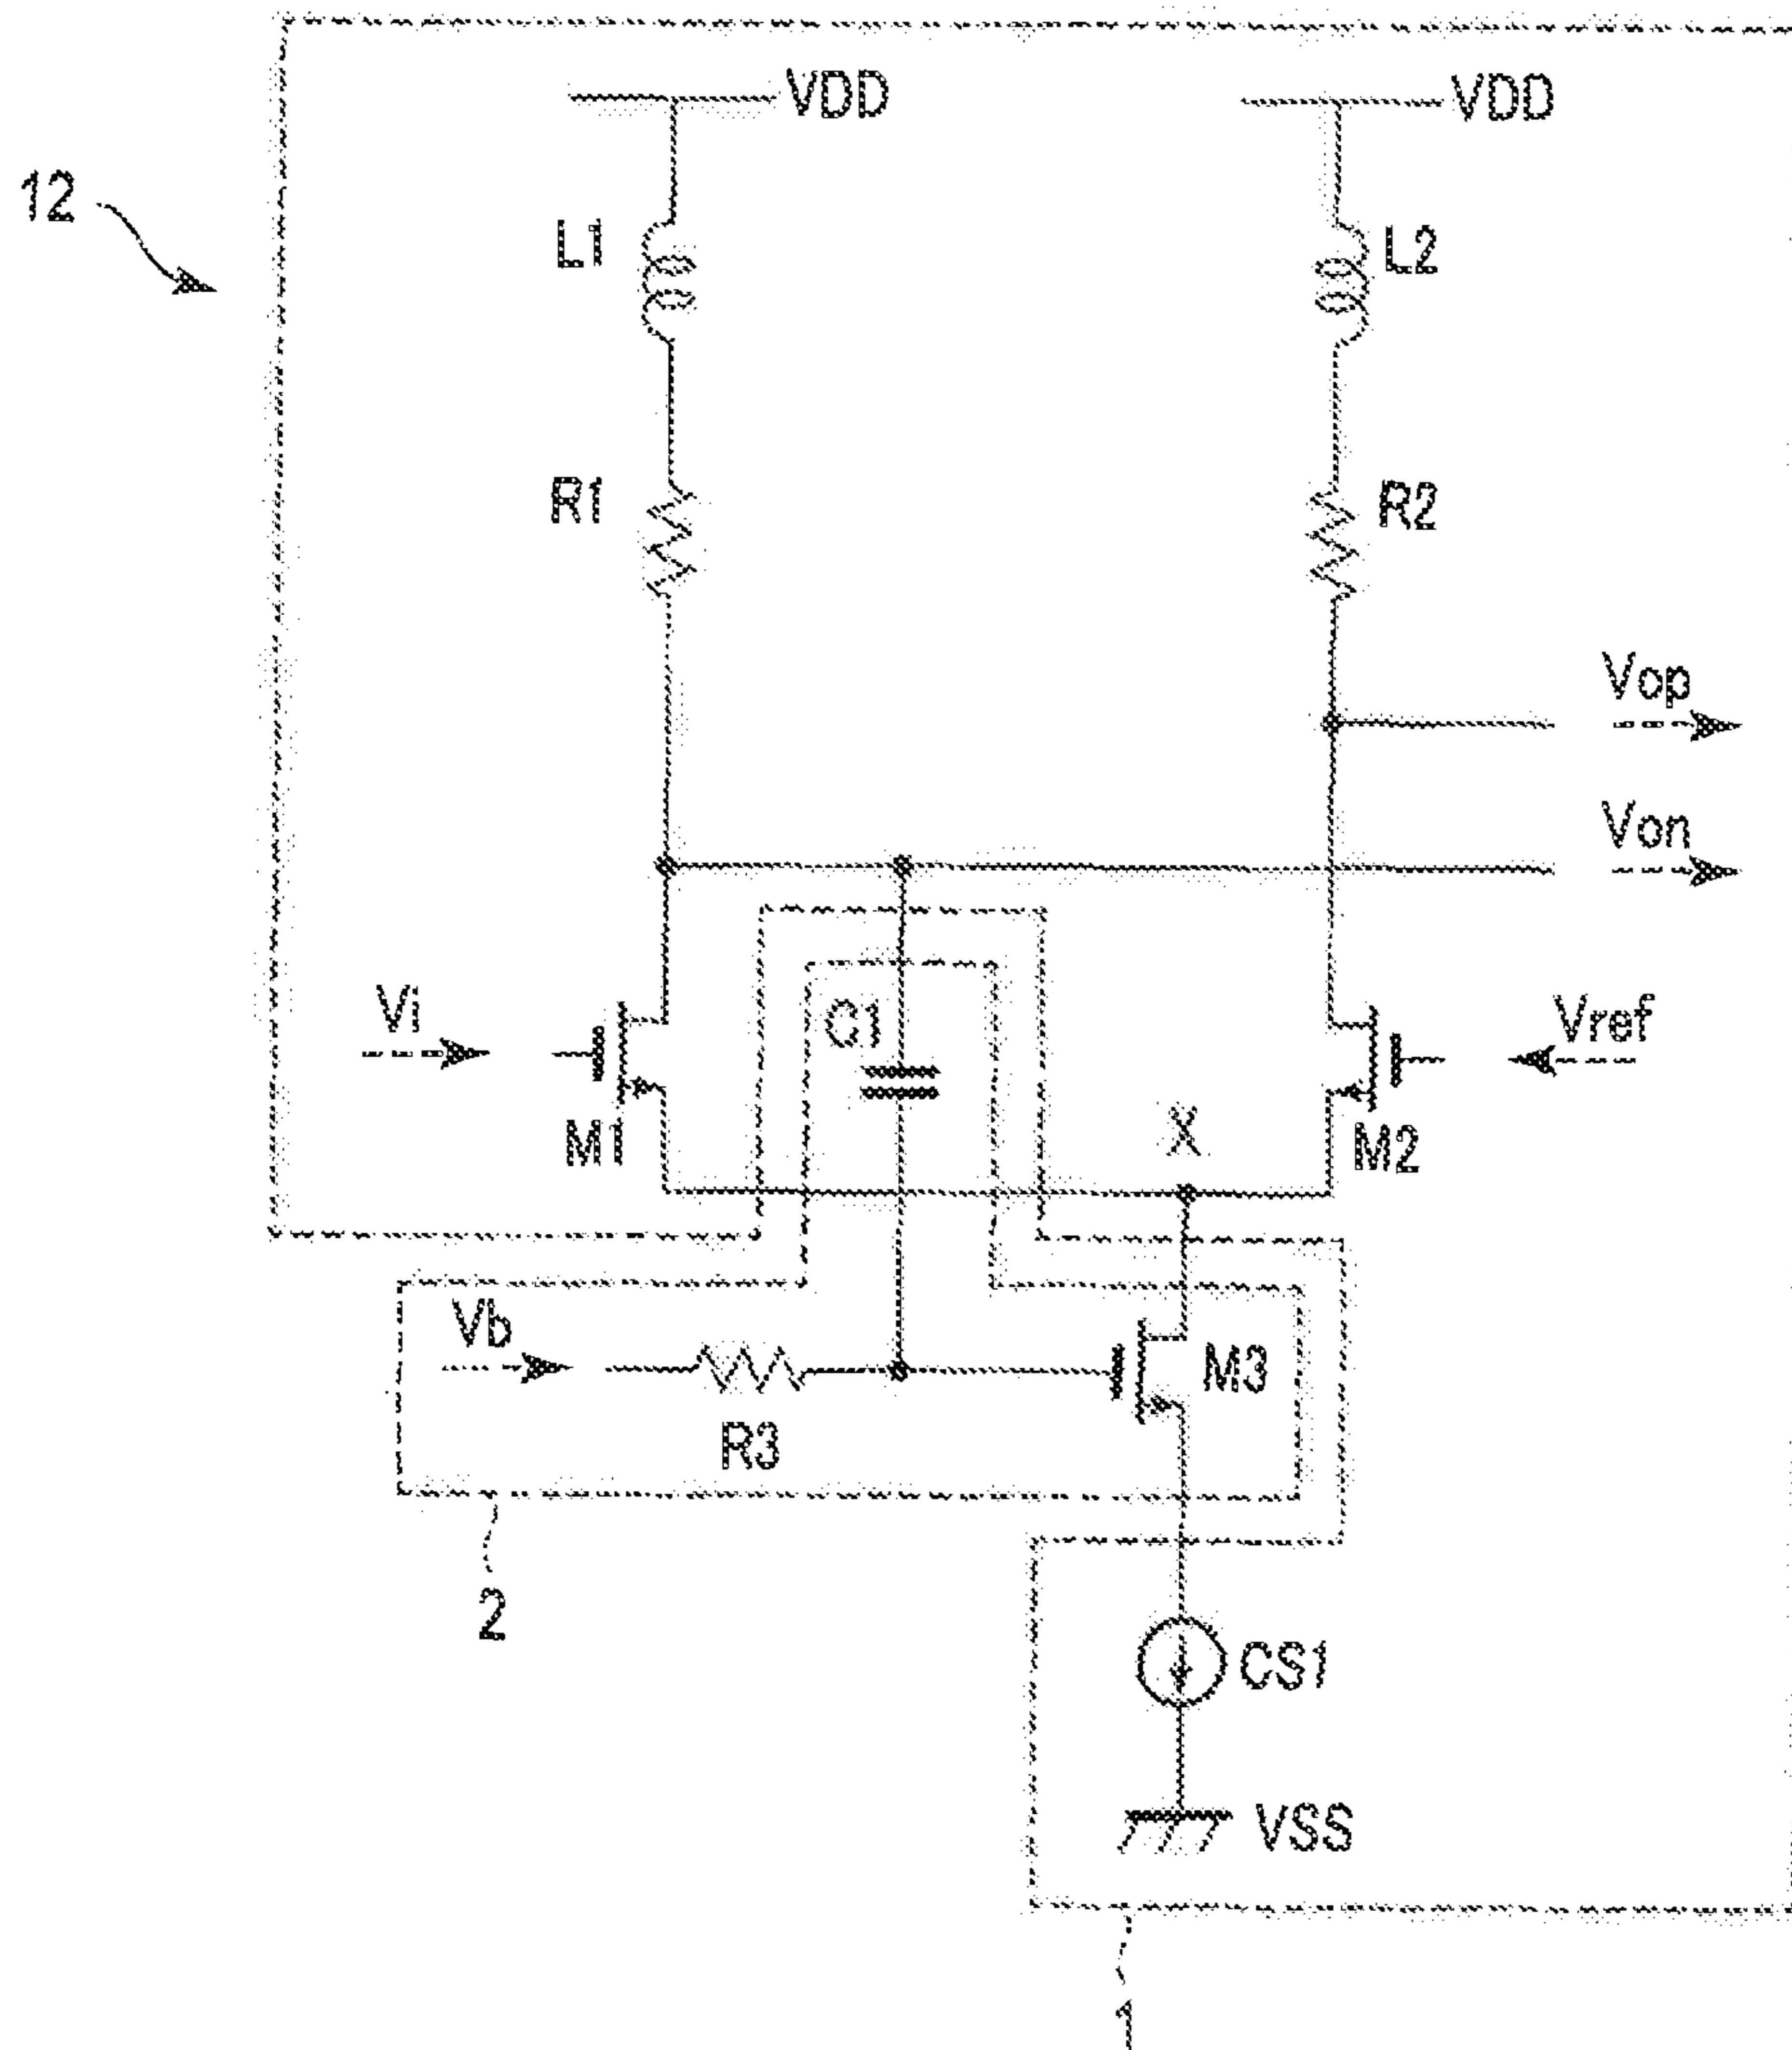 VDD VDD
12
L1 L2
R1 R2
Vop
Von
Vi C1 Vref
M1 X M2
Vb M3
R3
2
CS1
VSS
1